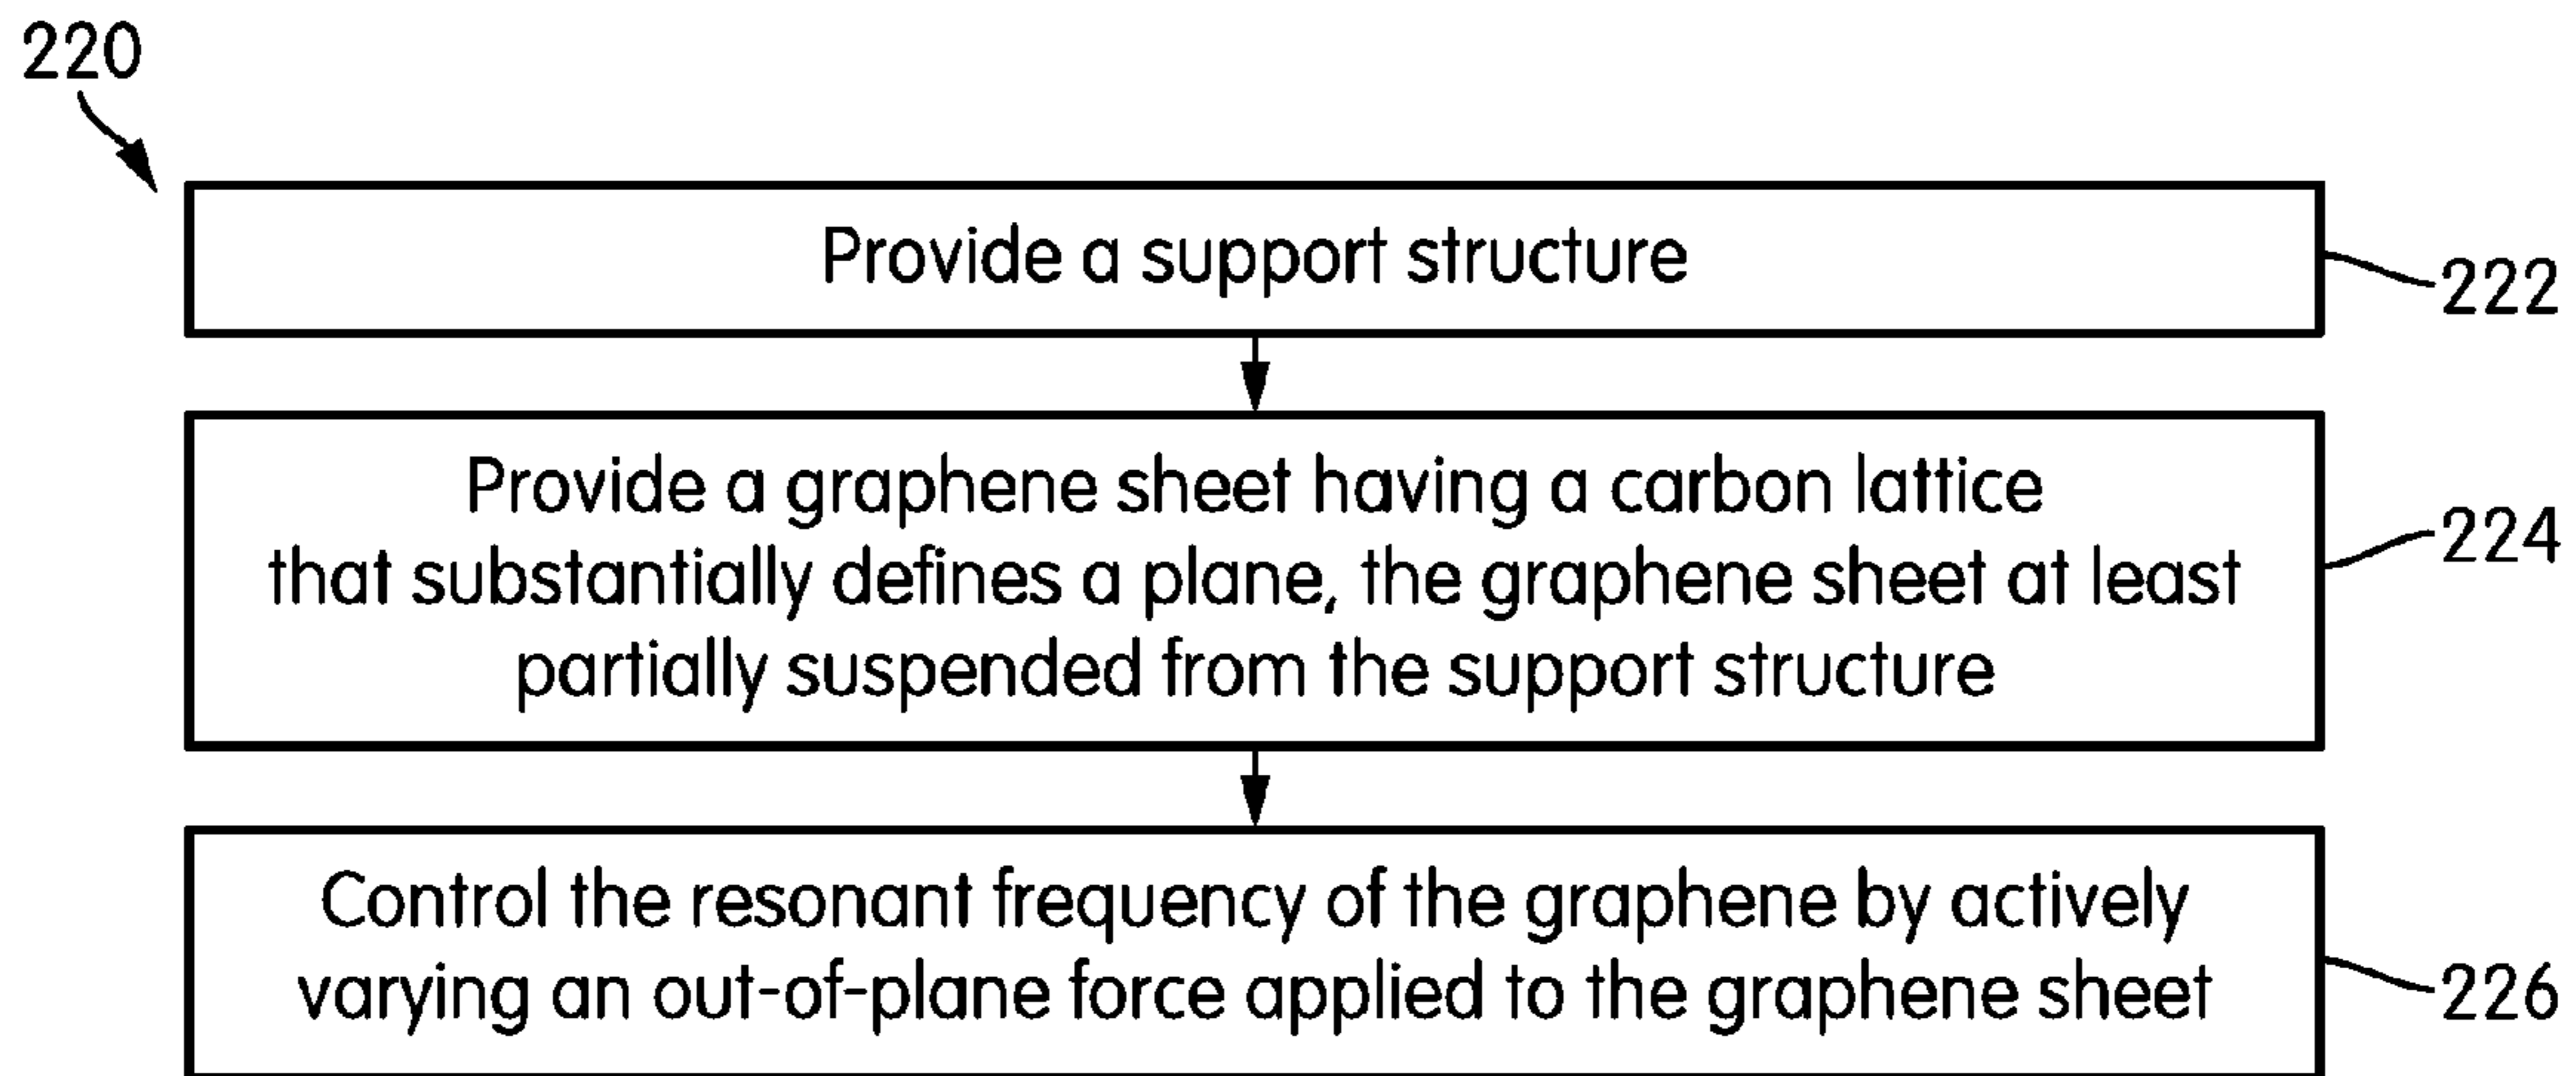 220
Provide a support structure
222
Provide a graphene sheet having a carbon lattice
that substantially defines a plane, the graphene sheet at least
partially suspended from the support structure
224
Control the resonant frequency of the graphene by actively
varying an out-of-plane force applied to the graphene sheet
226